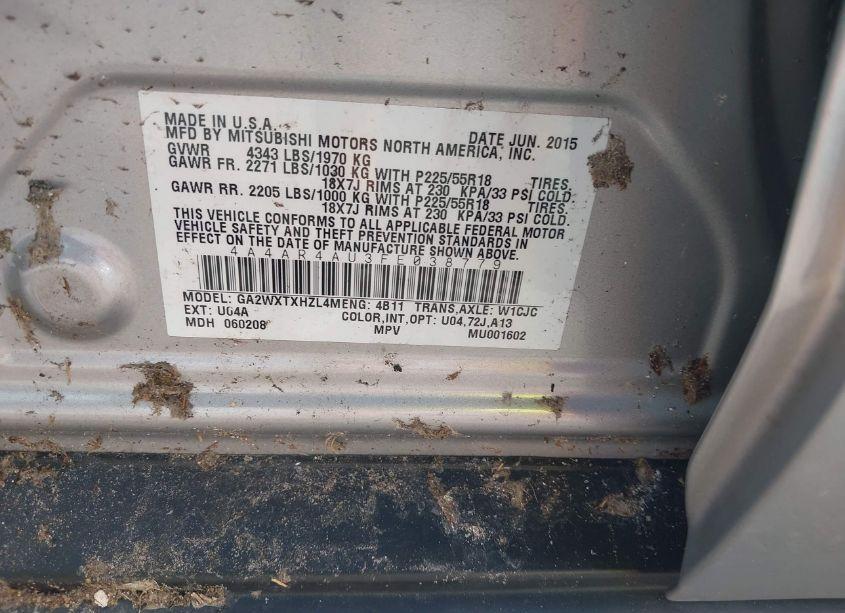 MADE IN U.S.A. DATE JUN. 2015
MFD BY MITSUBISHI MOTORS NORTH AMERICA, INC.
GVWR 4343 LBS/1970 KG
GAWR FR. 2271 LBS/1030 KG WITH P225/55R18 TIRES.
18X7J RIMS AT 230 KPA/33 PSI COLD.
GAWR RR. 2205 LBS/1000 KG WITH P225/55R18 TIRES.
18X7J RIMS AT 230 KPA/33 PSI COLD.
THIS VEHICLE CONFORMS TO ALL APPLICABLE FEDERAL MOTOR
VEHICLE SAFETY AND THEFT PREVENTION STANDARDS IN
EFFECT ON THE DATE OF MANUFACTURE SHOWN ABOVE.
4A4AR4AU3FE038779
MODEL: GA2WXTXHZL4MENG: 4B11 TRANS,AXLE: W1CJC
EXT: UG4A COLOR,INT,OPT: U04,72J,A13
MDH 060208 MPV MU001602